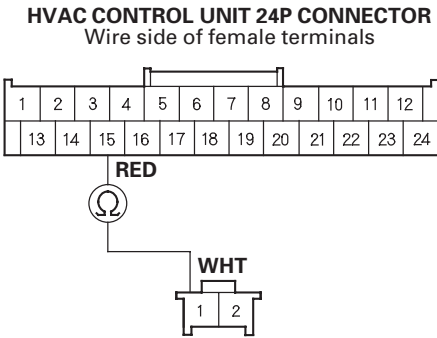 HVAC CONTROL UNIT 24P CONNECTOR
Wire side of female terminals
1 2 3 4 5 6 7 8 9 10 11 12
13 14 15 16 17 18 19 20 21 22 23 24
RED
Ω
WHT
1 2